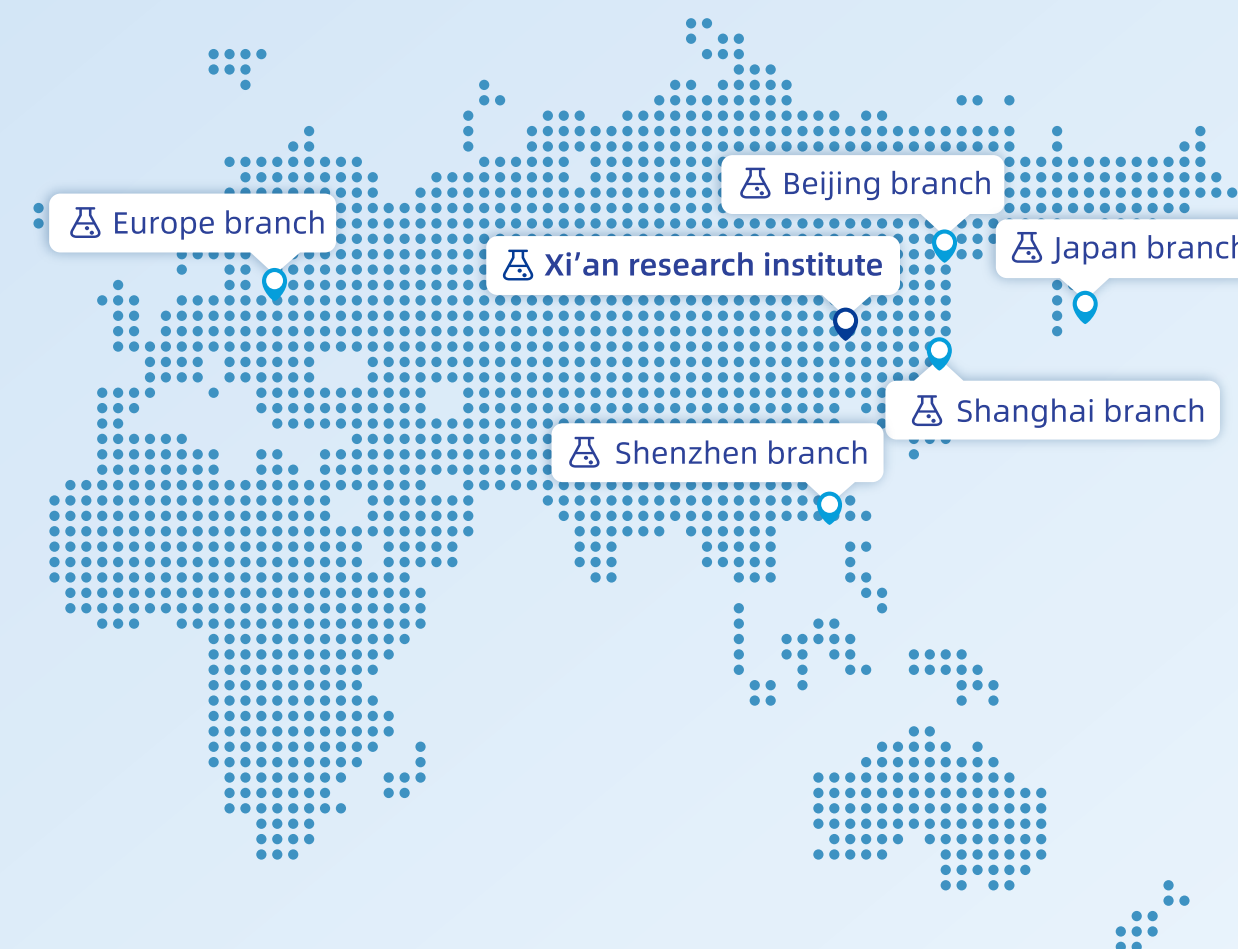 Beijing branch
Europe branch
Japan branch
Xi’an research institute
Shanghai branch
Shenzhen branch